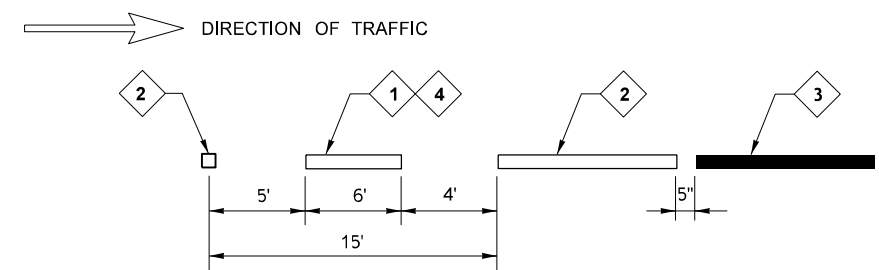 DIRECTION OF TRAFFIC
2 1 4 2 3
5' 6' 4' 5"
15'